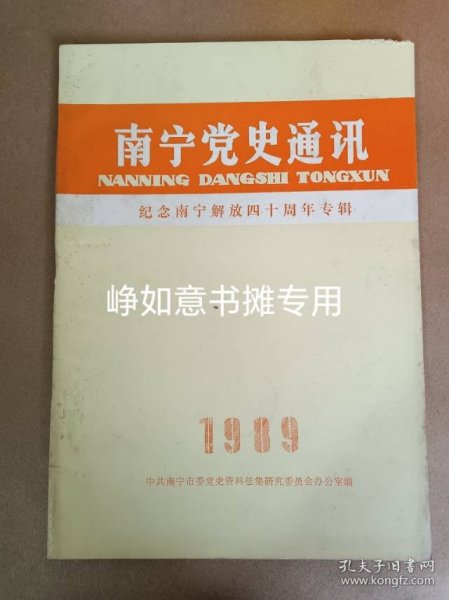 南宁党史通讯
NANNING DANGSHI TONGXUN
纪念南宁解放四十周年专辑
峥如意书摊专用
1989
中共南宁市委党史资料征集研究委员会办公室编
孔夫子旧书网
www.kongfz.com